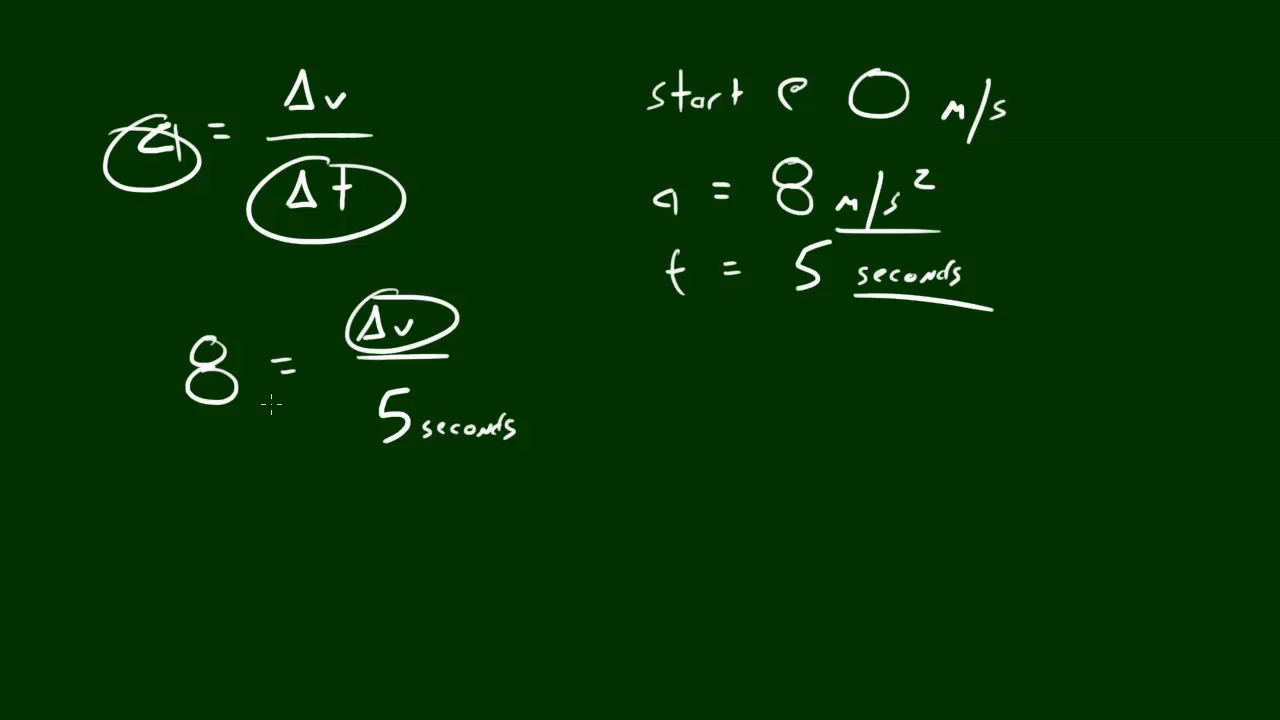 a = Δv / Δt
8 = Δv / 5 seconds
start @ 0 m/s
a = 8 m/s²
t = 5 seconds